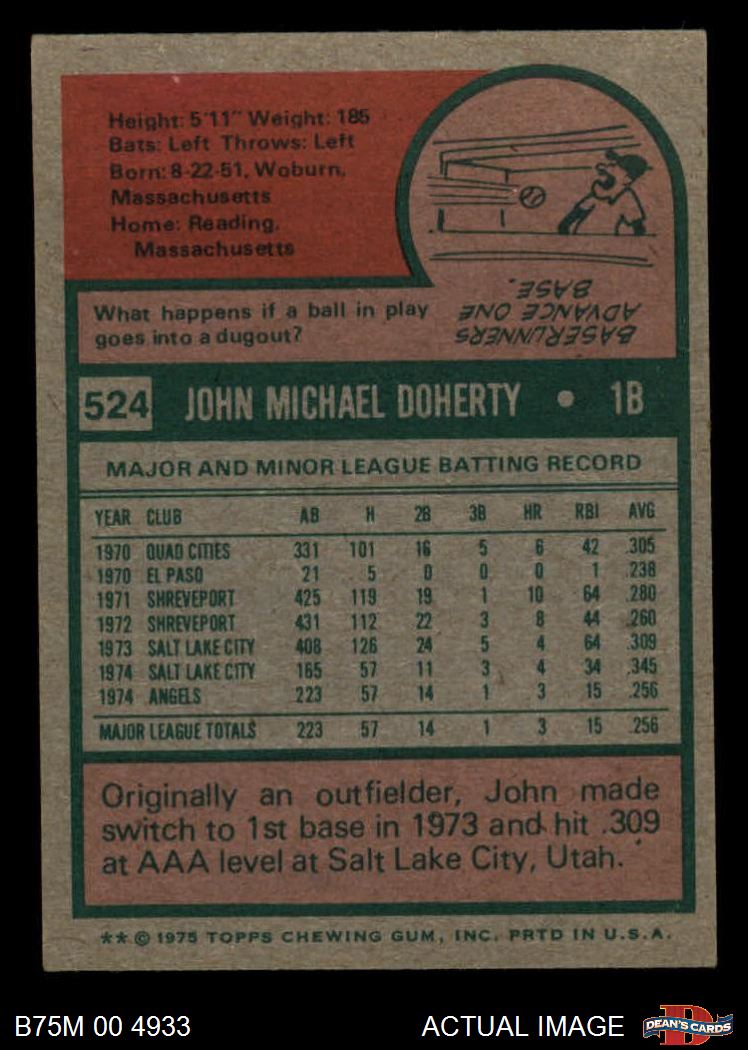 Height: 5'11" Weight: 185
Bats: Left Throws: Left
Born: 8-22-51, Woburn,
Massachusetts
Home: Reading,
Massachusetts
What happens if a ball in play
goes into a dugout?
BASERUNNERS
ADVANCE ONE
BASE.
524 JOHN MICHAEL DOHERTY • 1B
MAJOR AND MINOR LEAGUE BATTING RECORD
YEAR CLUB AB H 2B 3B HR RBI AVG
1970 QUAD CITIES 331 101 16 5 6 42 .305
1970 EL PASO 21 5 0 0 0 1 .238
1971 SHREVEPORT 425 119 19 1 10 64 .280
1972 SHREVEPORT 431 112 22 3 8 44 .260
1973 SALT LAKE CITY 408 126 24 5 4 64 .309
1974 SALT LAKE CITY 165 57 11 3 4 34 .345
1974 ANGELS 223 57 14 1 3 15 .256
MAJOR LEAGUE TOTALS 223 57 14 1 3 15 .256
Originally an outfielder, John made
switch to 1st base in 1973 and hit .309
at AAA level at Salt Lake City, Utah.
** © 1975 TOPPS CHEWING GUM, INC. PRTD IN U.S.A.
B75M 00 4933 ACTUAL IMAGE
D
DEAN'S CARDS